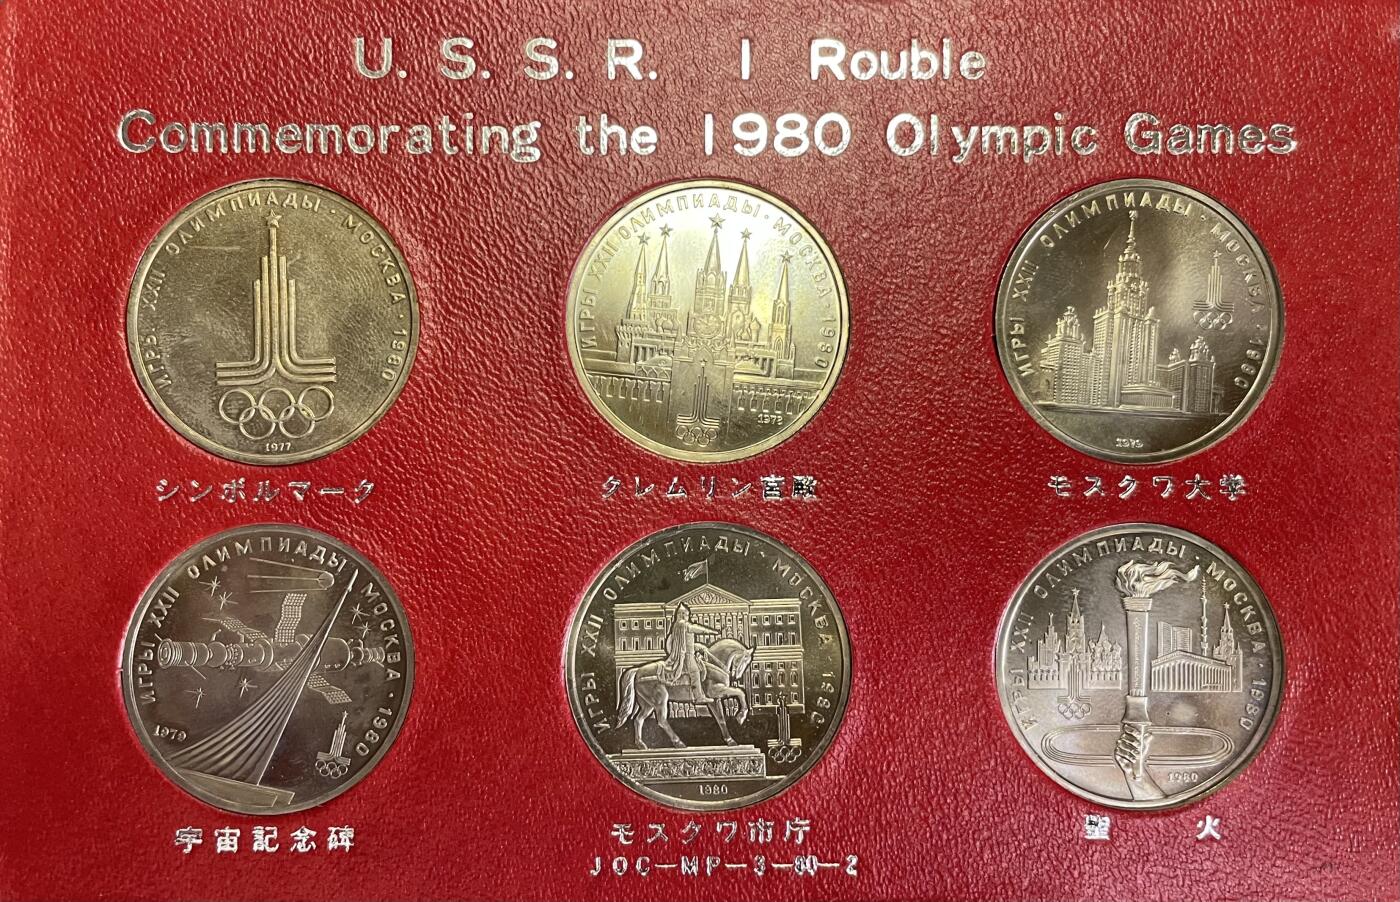 U. S. S. R. 1 Rouble
Commemorating the 1980 Olympic Games
ИГРЫ XXII ОЛИМПИАДЫ · МОСКВА · 1980
1977
ИГРЫ XXII ОЛИМПИАДЫ · МОСКВА · 1980
1978
ИГРЫ XXII ОЛИМПИАДЫ · МОСКВА · 1980
1979
シンボルマーク
クレムリン宮殿
モスクワ大学
ИГРЫ XXII ОЛИМПИАДЫ · МОСКВА · 1980
1979
ИГРЫ XXII ОЛИМПИАДЫ · МОСКВА · 1980
1980
ИГРЫ XXII ОЛИМПИАДЫ · МОСКВА · 1980
1980
宇宙記念碑
モスクワ市庁
聖 火
JOC-MP-3-80-2